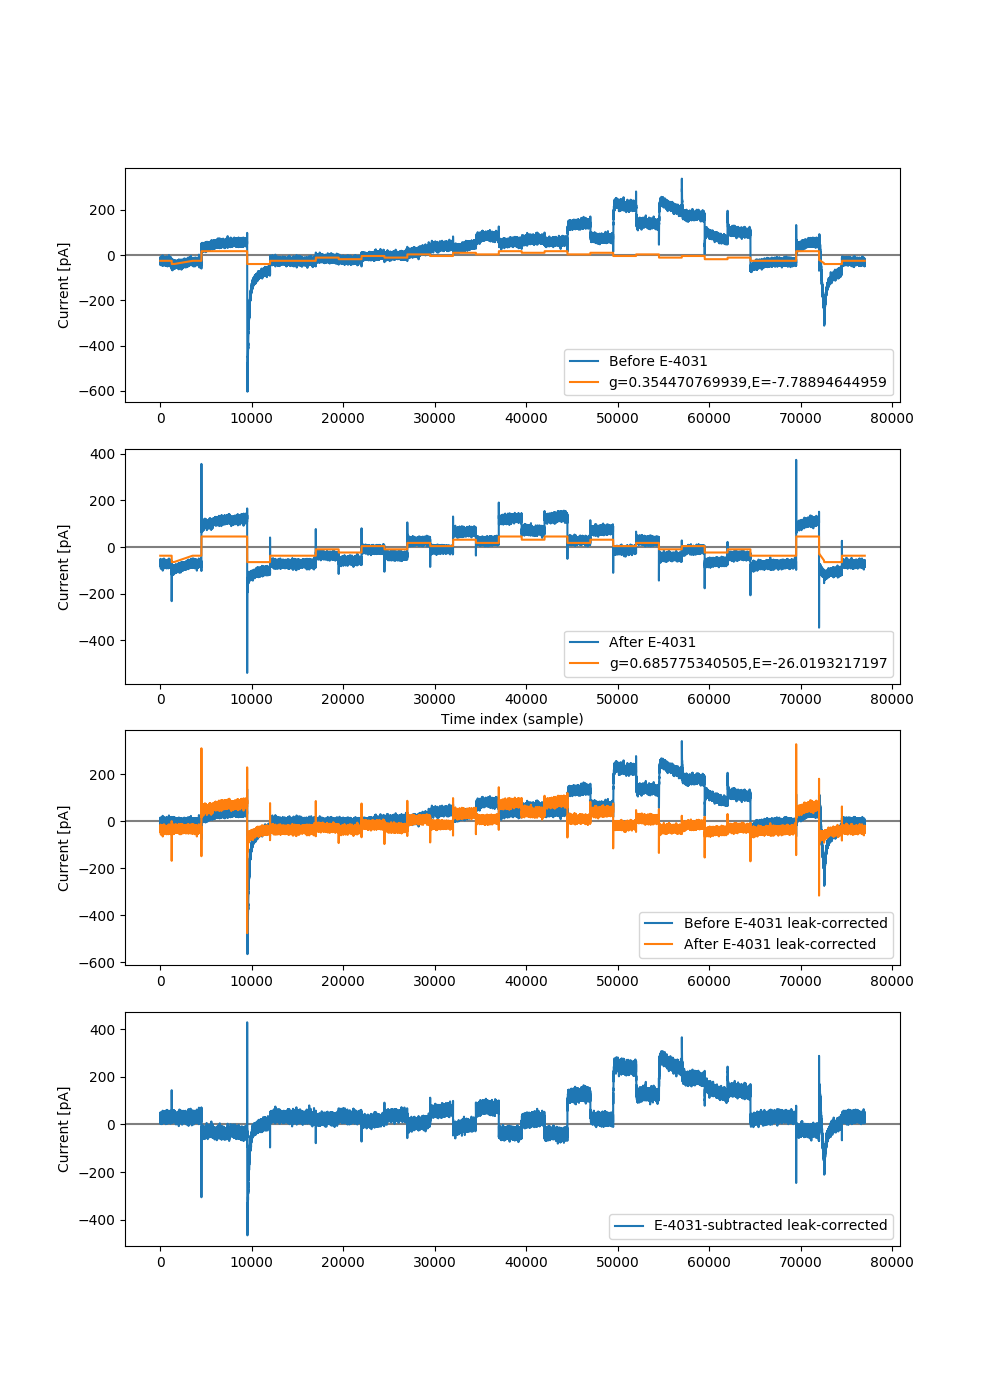 Current [pA]
200
0
−200
−400
−600
Before E-4031
g=0.354470769939,E=-7.78894644959
0 10000 20000 30000 40000 50000 60000 70000 80000
Current [pA]
400
200
0
−200
−400
After E-4031
g=0.685775340505,E=-26.0193217197
0 10000 20000 30000 40000 50000 60000 70000 80000
Time index (sample)
Current [pA]
200
0
−200
−400
−600
Before E-4031 leak-corrected
After E-4031 leak-corrected
0 10000 20000 30000 40000 50000 60000 70000 80000
Current [pA]
400
200
0
−200
−400
E-4031-subtracted leak-corrected
0 10000 20000 30000 40000 50000 60000 70000 80000